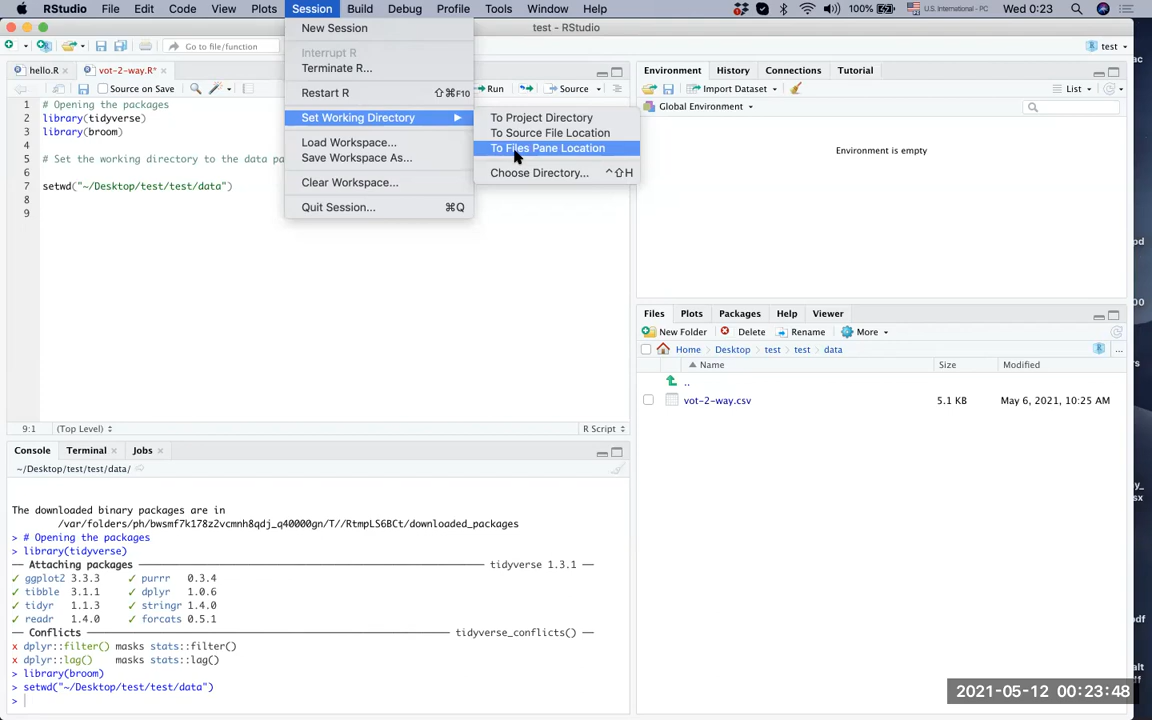 RStudio File Edit Code View Plots Session Build Debug Profile Tools Window Help 100% U.S. International - PC Wed 0:23
test - RStudio
Go to file/function
test
New Session
Interrupt R
Terminate R...
Restart R ⇧⌘F10
Set Working Directory
Load Workspace...
Save Workspace As...
Clear Workspace...
Quit Session... ⌘Q
To Project Directory
To Source File Location
To Files Pane Location
Choose Directory... ^⇧H
hello.R
vot-2-way.R*
Source on Save
Run
Source
1 # Opening the packages
2 library(tidyverse)
3 library(broom)
4
5 # Set the working directory to the data pa
6
7 setwd("~/Desktop/test/test/data")
8
9
9:1 (Top Level) R Script
Console Terminal Jobs
~/Desktop/test/test/data/
The downloaded binary packages are in
/var/folders/ph/bwsmf7k178z2vcmnh8qdj_q40000gn/T//RtmpLS6BCt/downloaded_packages
> # Opening the packages
> library(tidyverse)
— Attaching packages — tidyverse 1.3.1 —
✓ ggplot2 3.3.3 ✓ purrr 0.3.4
✓ tibble 3.1.1 ✓ dplyr 1.0.6
✓ tidyr 1.1.3 ✓ stringr 1.4.0
✓ readr 1.4.0 ✓ forcats 0.5.1
— Conflicts — tidyverse_conflicts() —
x dplyr::filter() masks stats::filter()
x dplyr::lag() masks stats::lag()
> library(broom)
> setwd("~/Desktop/test/test/data")
>
Environment History Connections Tutorial
Import Dataset List
Global Environment
Environment is empty
Files Plots Packages Help Viewer
New Folder Delete Rename More
Home Desktop test test data ...
Name Size Modified
..
vot-2-way.csv 5.1 KB May 6, 2021, 10:25 AM
2021-05-12 00:23:48